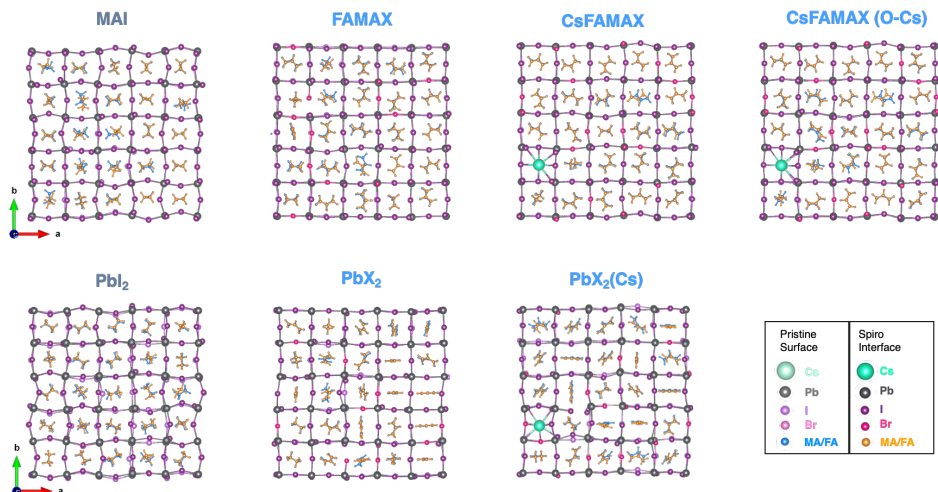 MAI
FAMAX
CsFAMAX
CsFAMAX (O-Cs)
b
a
PbI₂
PbX₂
PbX₂(Cs)
b
a
Pristine Surface
Spiro Interface
Cs
Cs
Pb
Pb
I
I
Br
Br
MA/FA
MA/FA